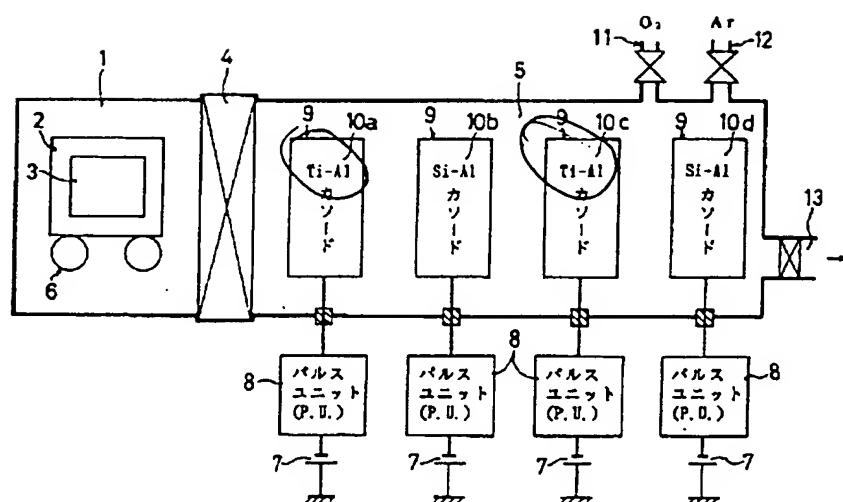 O₂ Ar
11 12
1 4 5
9 10a 9 10b 9 10c 9 10d
2
3
Ti-Al カソード
Si-Al カソード
Ti-Al カソード
Si-Al カソード
13
6
8 パルスユニット(P.U.)
パルスユニット(P.U.)
8
パルスユニット(P.U.)
パルスユニット(P.U.) 8
7 7 7 7